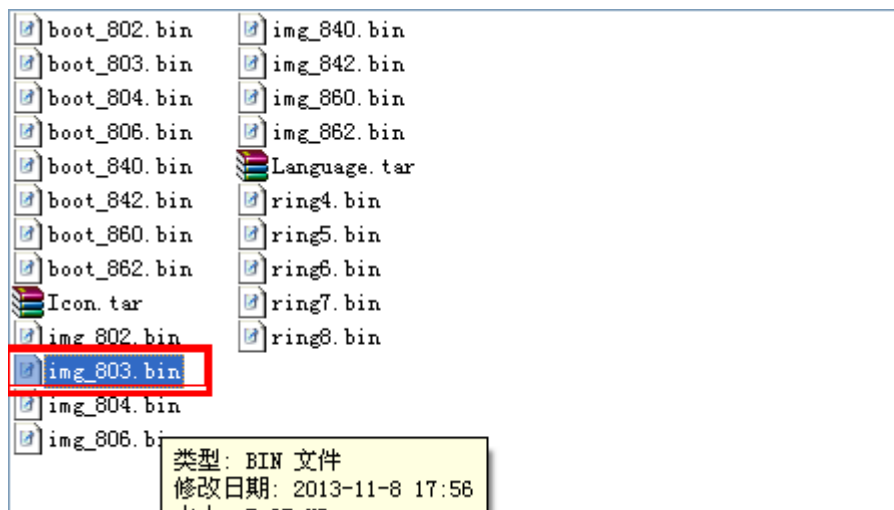 boot_802.bin
boot_803.bin
boot_804.bin
boot_806.bin
boot_840.bin
boot_842.bin
boot_860.bin
boot_862.bin
Icon.tar
img_802.bin
img_803.bin
img_804.bin
img_806.bi
img_840.bin
img_842.bin
img_860.bin
img_862.bin
Language.tar
ring4.bin
ring5.bin
ring6.bin
ring7.bin
ring8.bin
类型: BIN 文件
修改日期: 2013-11-8 17:56